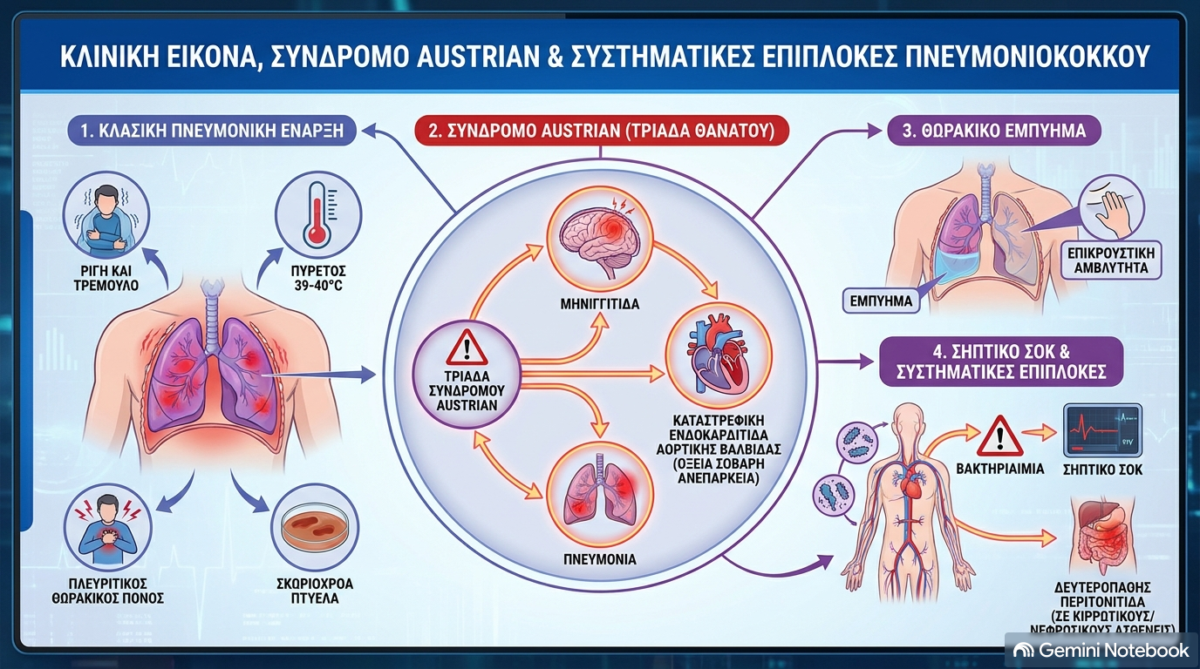 ΚΛΙΝΙΚΗ ΕΙΚΟΝΑ, ΣΥΝΔΡΟΜΟ AUSTRIAN & ΣΥΣΤΗΜΑΤΙΚΕΣ ΕΠΙΠΛΟΚΕΣ ΠΝΕΥΜΟΝΙΟΚΟΚΚΟΥ
1. ΚΛΑΣΙΚΗ ΠΝΕΥΜΟΝΙΚΗ ΕΝΑΡΞΗ
ΡΙΓΗ ΚΑΙ
ΤΡΕΜΟΥΛΟ
ΠΥΡΕΤΟΣ
39-40°C
ΠΛΕΥΡΙΤΙΚΟΣ
ΘΩΡΑΚΙΚΟΣ ΠΟΝΟΣ
ΣΚΩΡΙΟΧΡΟΑ
ΠΤΥΕΛΑ
2. ΣΥΝΔΡΟΜΟ AUSTRIAN (ΤΡΙΑΔΑ ΘΑΝΑΤΟΥ)
ΜΗΝΙΓΓΙΤΙΔΑ
ΤΡΙΑΔΑ
ΣΥΝΔΡΟΜΟΥ
AUSTRIAN
ΚΑΤΑΣΤΡΕΦΙΚΗ
ΕΝΔΟΚΑΡΔΙΤΙΔΑ
ΑΟΡΤΙΚΗΣ ΒΑΛΒΙΔΑΣ
(ΟΞΕΙΑ ΣΟΒΑΡΗ
ΑΝΕΠΑΡΚΕΙΑ)
ΠΝΕΥΜΟΝΙΑ
3. ΘΩΡΑΚΙΚΟ ΕΜΠΥΗΜΑ
ΕΠΙΚΡΟΥΣΤΙΚΗ
ΑΜΒΛΥΤΗΤΑ
ΕΜΠΥΗΜΑ
4. ΣΗΠΤΙΚΟ ΣΟΚ &
ΣΥΣΤΗΜΑΤΙΚΕΣ ΕΠΙΠΛΟΚΕΣ
ΒΑΚΤΗΡΙΑΙΜΙΑ
ΣΗΠΤΙΚΟ ΣΟΚ
ΔΕΥΤΕΡΟΠΑΘΗΣ
ΠΕΡΙΤΟΝΙΤΙΔΑ
(ΣΕ ΚΙΡΡΩΤΙΚΟΥΣ/
ΝΕΦΡΩΣΙΚΟΥΣ ΑΣΘΕΝΕΙΣ)
Gemini Notebook